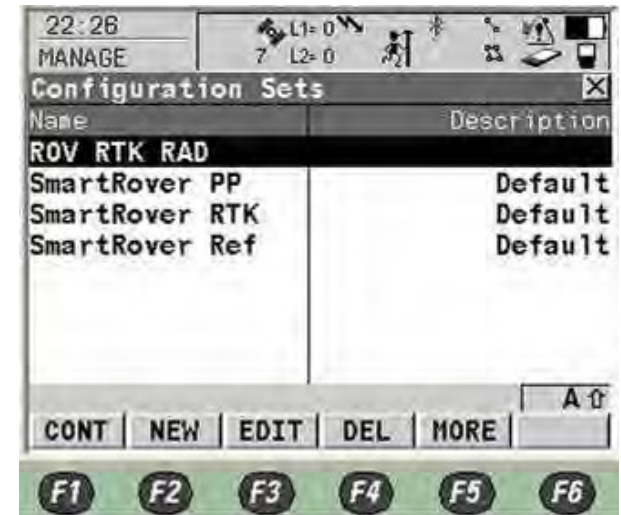 22:26 L1= 0
MANAGE 7 L2= 0
Configuration Sets
Name Description
ROV RTK RAD
SmartRover PP Default
SmartRover RTK Default
SmartRover Ref Default
A
CONT NEW EDIT DEL MORE
F1 F2 F3 F4 F5 F6